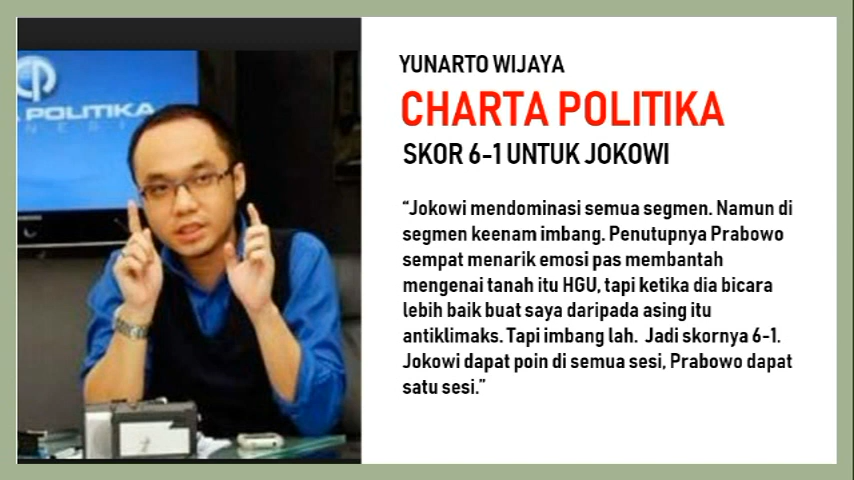 CP
A POLITIKA
N E S I
YUNARTO WIJAYA
CHARTA POLITIKA
SKOR 6-1 UNTUK JOKOWI
“Jokowi mendominasi semua segmen. Namun di
segmen keenam imbang. Penutupnya Prabowo
sempat menarik emosi pas membantah
mengenai tanah itu HGU, tapi ketika dia bicara
lebih baik buat saya daripada asing itu
antiklimaks. Tapi imbang lah.  Jadi skornya 6-1.
Jokowi dapat poin di semua sesi, Prabowo dapat
satu sesi.”